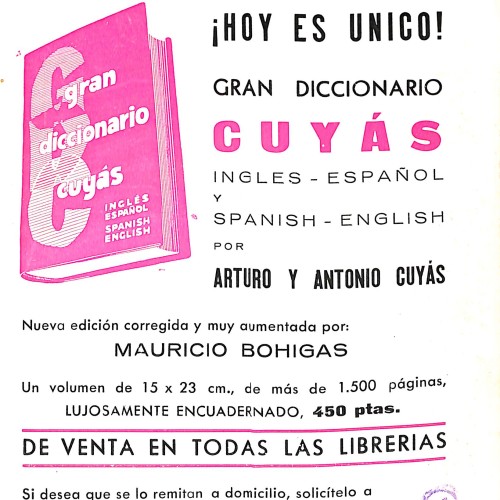 gran
diccionario
cuyás
INGLÉS
ESPAÑOL
SPANISH
ENGLISH
¡HOY ES UNICO!
GRAN DICCIONARIO
CUYÁS
INGLES - ESPAÑOL
Y
SPANISH - ENGLISH
POR
ARTURO Y ANTONIO CUYÁS
Nueva edición corregida y muy aumentada por:
MAURICIO BOHIGAS
Un volumen de 15 x 23 cm., de más de 1.500 páginas,
LUJOSAMENTE ENCUADERNADO, 450 ptas.
DE VENTA EN TODAS LAS LIBRERIAS
Si desea que se lo remitan a domicilio, solicítelo a